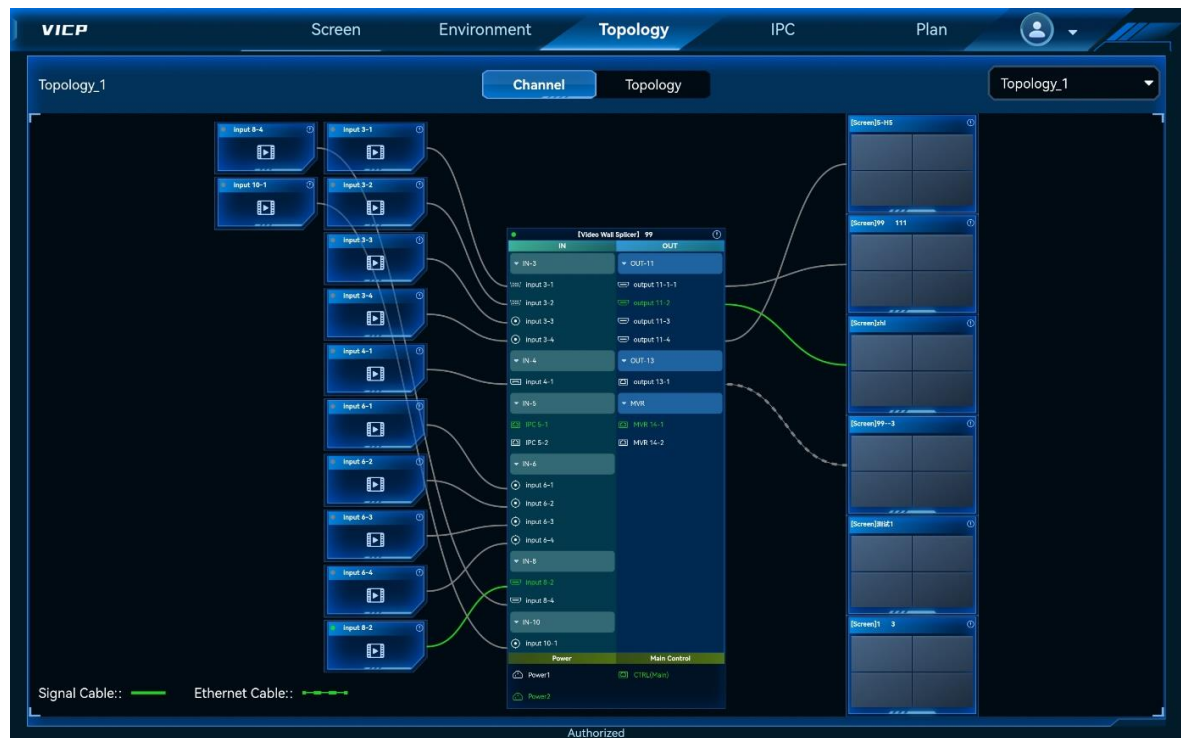 VICP
Screen
Environment
Topology
IPC
Plan
Topology_1
Channel
Topology
Topology_1
input 8-4
input 3-1
input 10-1
input 3-2
input 3-3
input 3-4
input 4-1
input 6-1
input 6-2
input 6-3
input 6-4
input 8-2
[Video Wall Splicer] 99
IN
OUT
IN-3
OUT-11
input 3-1
output 11-1-1
input 3-2
output 11-2
input 3-3
output 11-3
input 3-4
output 11-4
IN-4
OUT-13
input 4-1
output 13-1
IN-5
MVR
IPC 5-1
MVR 14-1
IPC 5-2
MVR 14-2
IN-6
input 6-1
input 6-2
input 6-3
input 6-4
IN-8
input 8-2
input 8-4
IN-10
input 10-1
Power
Main Control
Power1
CTRL(Main)
Power2
[Screen]5-HS
[Screen]99 111
[Screen]zhl
[Screen]99--3
[Screen]测试1
[Screen]1 3
Signal Cable::
Ethernet Cable::
Authorized